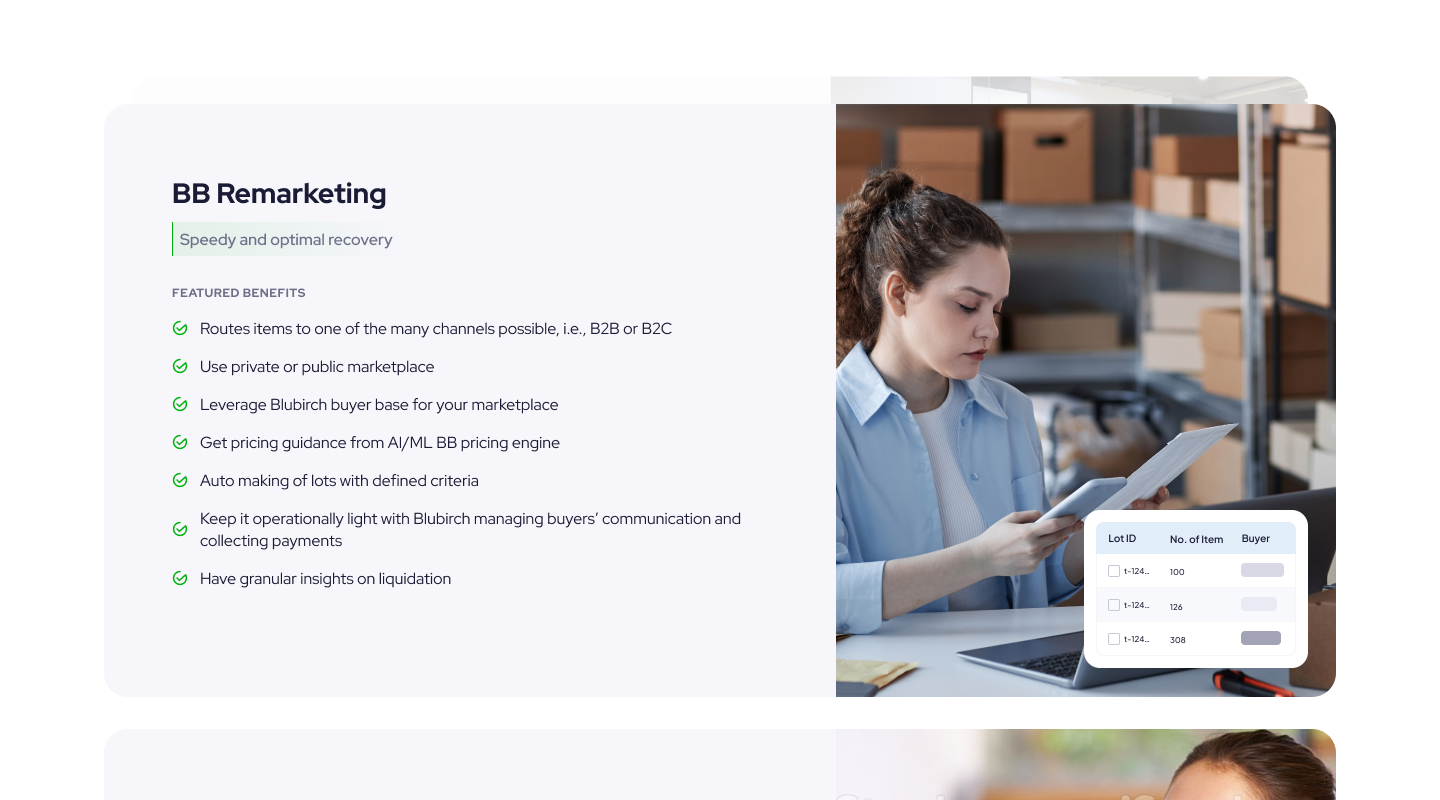 BB Remarketing
Speedy and optimal recovery
FEATURED BENEFITS
Routes items to one of the many channels possible, i.e., B2B or B2C
Use private or public marketplace
Leverage Blubirch buyer base for your marketplace
Get pricing guidance from AI/ML BB pricing engine
Auto making of lots with defined criteria
Keep it operationally light with Blubirch managing buyers’ communication and
collecting payments
Have granular insights on liquidation
Lot ID No. of Item Buyer
t-124... 100
t-124... 126
t-124... 308